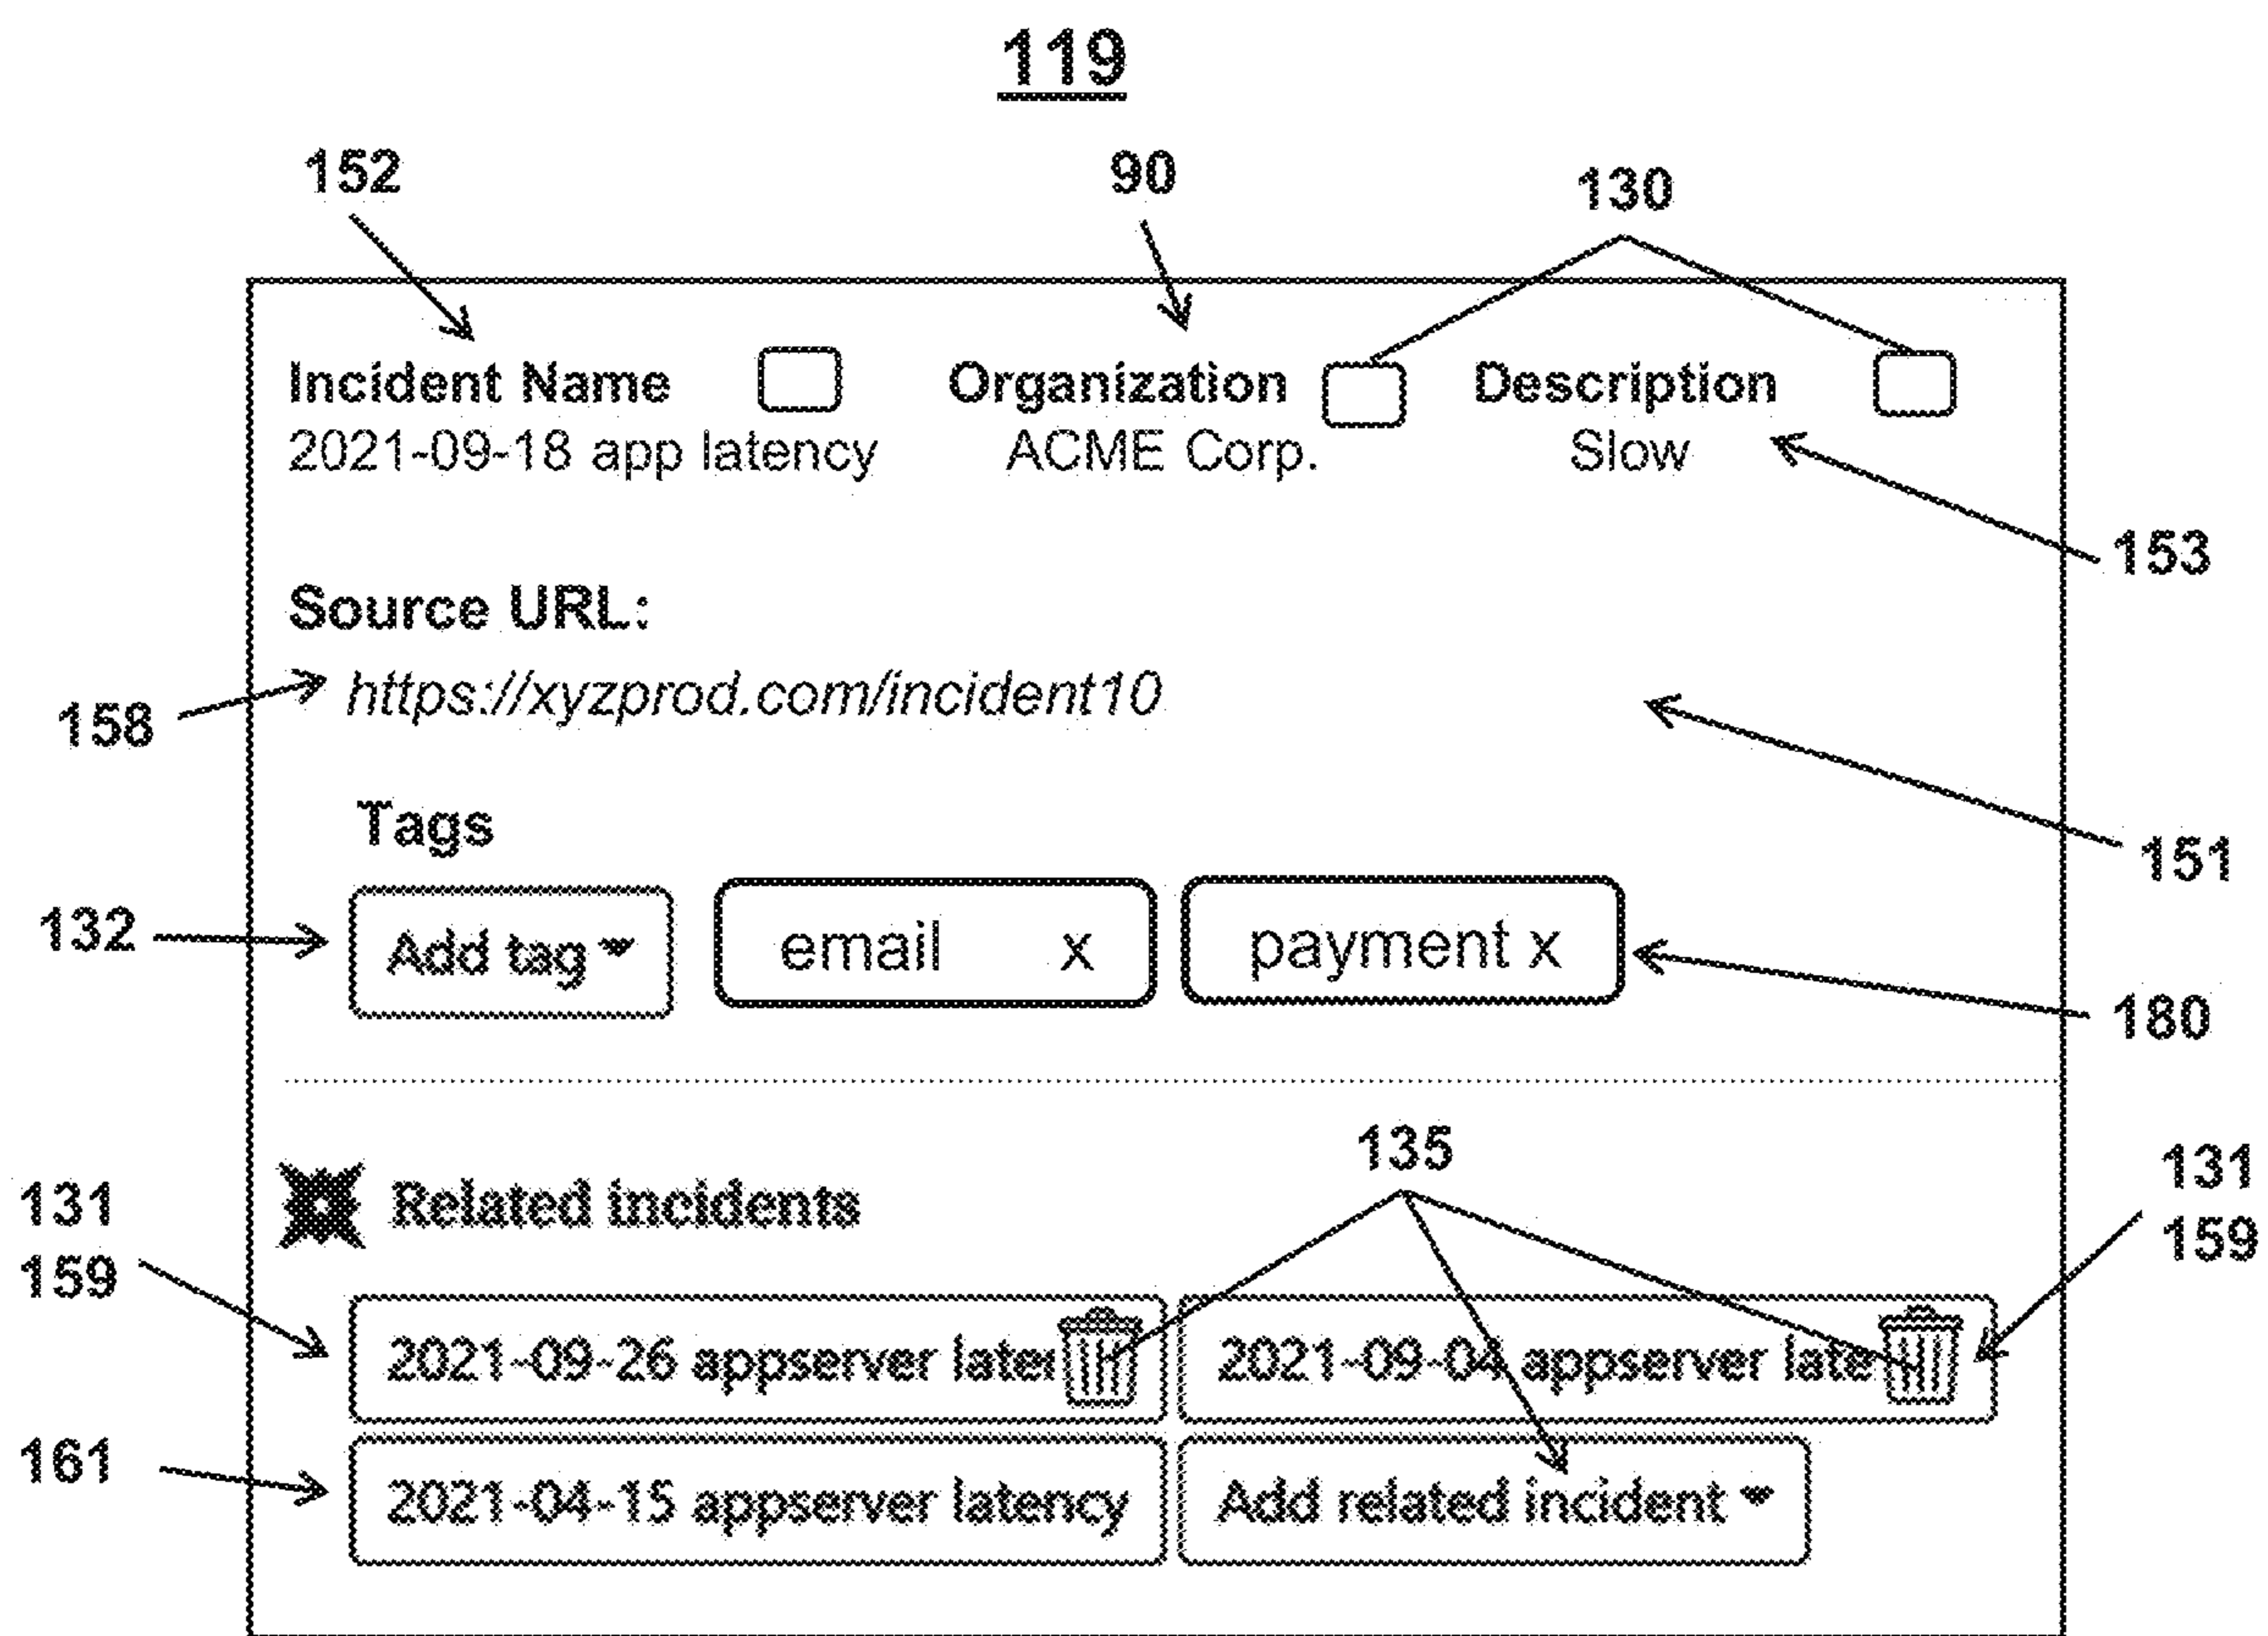 119
152 90 130
Incident Name Organization Description
2021-09-18 app latency ACME Corp. Slow
153
Source URL:
158 https://xyzprod.com/incident10
151
Tags
132 Add tag email x payment x
180
135
131 Related incidents 131
159 159
2021-09-26 appserver later 2021-09-04 appserver late
161 2021-04-15 appserver latency Add related incident